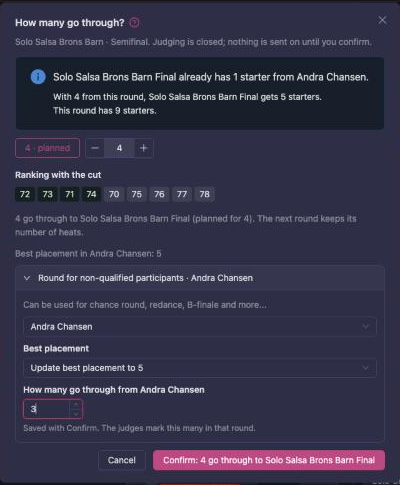 How many go through?
Solo Salsa Brons Barn · Semifinal. Judging is closed; nothing is sent on until you confirm.
Solo Salsa Brons Barn Final already has 1 starter from Andra Chansen.
With 4 from this round, Solo Salsa Brons Barn Final gets 5 starters.
This round has 9 starters.
4 · planned − 4 +
Ranking with the cut
72 73 71 74 70 75 76 77 78
4 go through to Solo Salsa Brons Barn Final (planned for 4). The next round keeps its
number of heats.
Best placement in Andra Chansen: 5
Round for non-qualified participants · Andra Chansen
Can be used for chance round, redance, B-finale and more...
Andra Chansen
Best placement
Update best placement to 5
How many go through from Andra Chansen
3
Saved with Confirm. The judges mark this many in that round.
Cancel Confirm: 4 go through to Solo Salsa Brons Barn Final